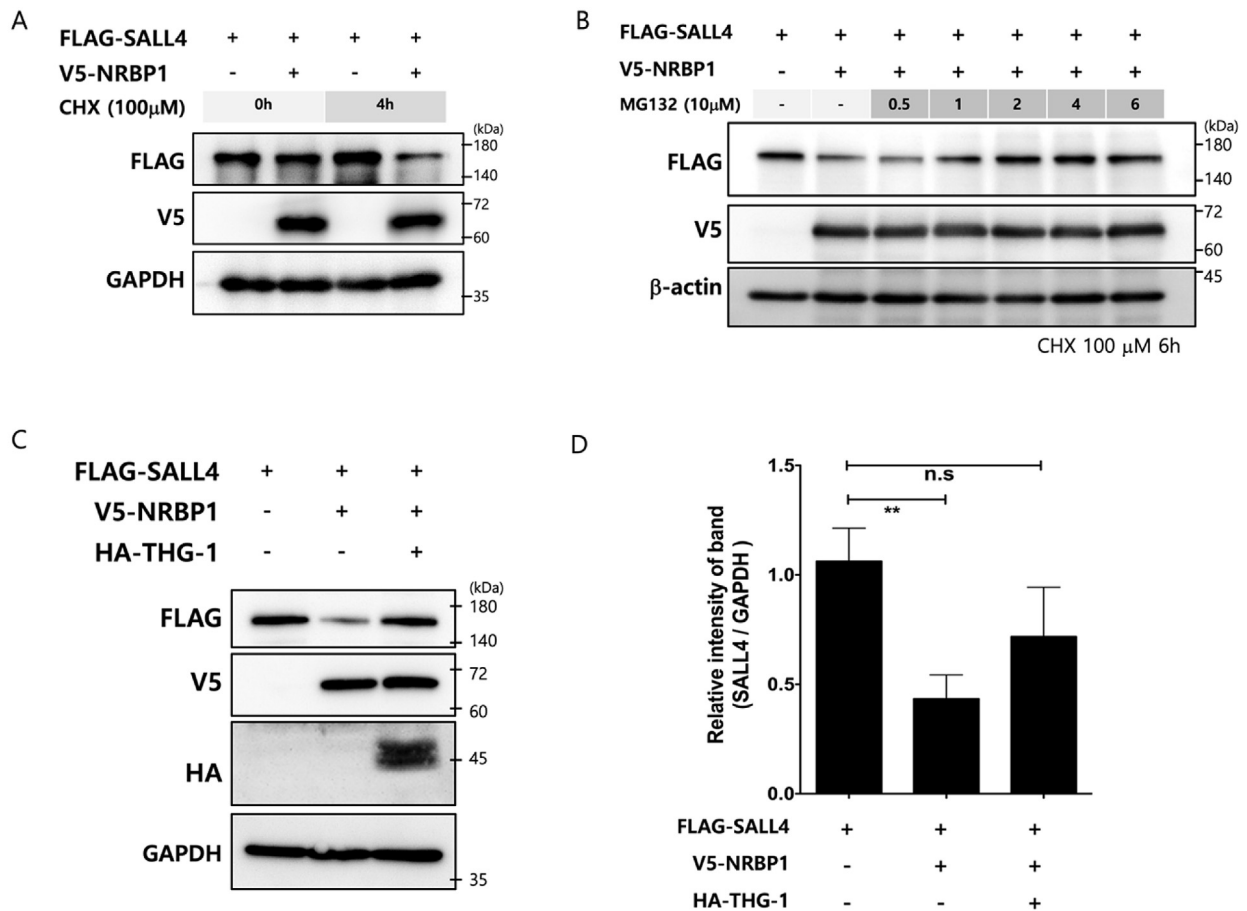 A
FLAG-SALL4 + + + +
V5-NRBP1 - + - +
CHX (100μM) 0h 4h
(kDa)
FLAG 180
140
V5 72
60
GAPDH 35
B
FLAG-SALL4 + + + + + + +
V5-NRBP1 - + + + + + +
MG132 (10μM) - - 0.5 1 2 4 6
(kDa)
FLAG 180
140
V5 72
60
β-actin 45
35
CHX 100 μM 6h
C
FLAG-SALL4 + + +
V5-NRBP1 - + +
HA-THG-1 - - +
(kDa)
FLAG 180
140
V5 72
60
HA 45
GAPDH
35
D
Relative intensity of band
(SALL4 / GAPDH )
1.5
1.0
0.5
0.0
n.s
**
FLAG-SALL4 + + +
V5-NRBP1 - + +
HA-THG-1 - - +